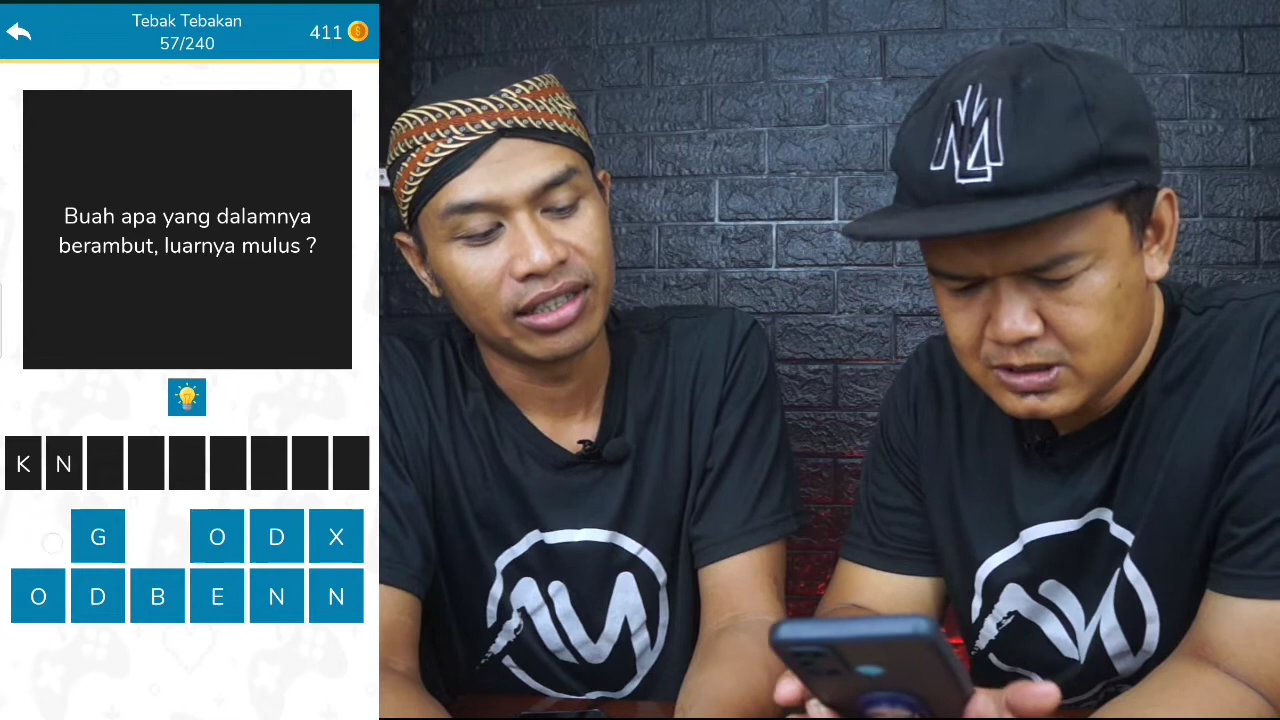 Tebak Tebakan
57/240
411
Buah apa yang dalamnya
berambut, luarnya mulus ?
K N
G O D X
O D B E N N